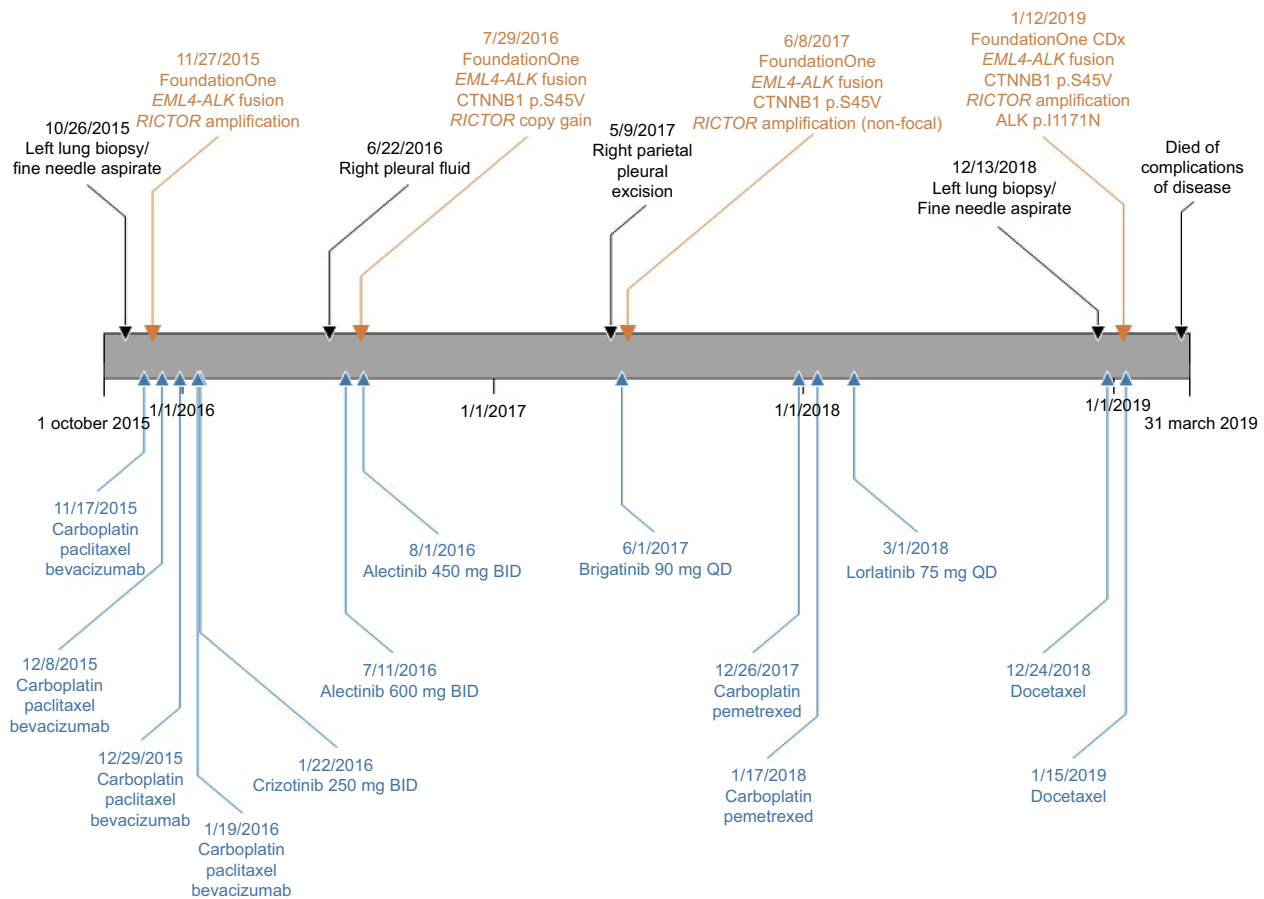 11/27/2015
FoundationOne
EML4-ALK fusion
RICTOR amplification
7/29/2016
FoundationOne
EML4-ALK fusion
CTNNB1 p.S45V
RICTOR copy gain
6/8/2017
FoundationOne
EML4-ALK fusion
CTNNB1 p.S45V
RICTOR amplification (non-focal)
1/12/2019
FoundationOne CDx
EML4-ALK fusion
CTNNB1 p.S45V
RICTOR amplification
ALK p.I1171N
10/26/2015
Left lung biopsy/
fine needle aspirate
6/22/2016
Right pleural fluid
5/9/2017
Right parietal
pleural
excision
12/13/2018
Left lung biopsy/
Fine needle aspirate
Died of
complications
of disease
1 october 2015
1/1/2016
1/1/2017
1/1/2018
1/1/2019
31 march 2019
11/17/2015
Carboplatin
paclitaxel
bevacizumab
8/1/2016
Alectinib 450 mg BID
6/1/2017
Brigatinib 90 mg QD
3/1/2018
Lorlatinib 75 mg QD
12/8/2015
Carboplatin
paclitaxel
bevacizumab
7/11/2016
Alectinib 600 mg BID
12/26/2017
Carboplatin
pemetrexed
12/24/2018
Docetaxel
12/29/2015
Carboplatin
paclitaxel
bevacizumab
1/22/2016
Crizotinib 250 mg BID
1/17/2018
Carboplatin
pemetrexed
1/15/2019
Docetaxel
1/19/2016
Carboplatin
paclitaxel
bevacizumab